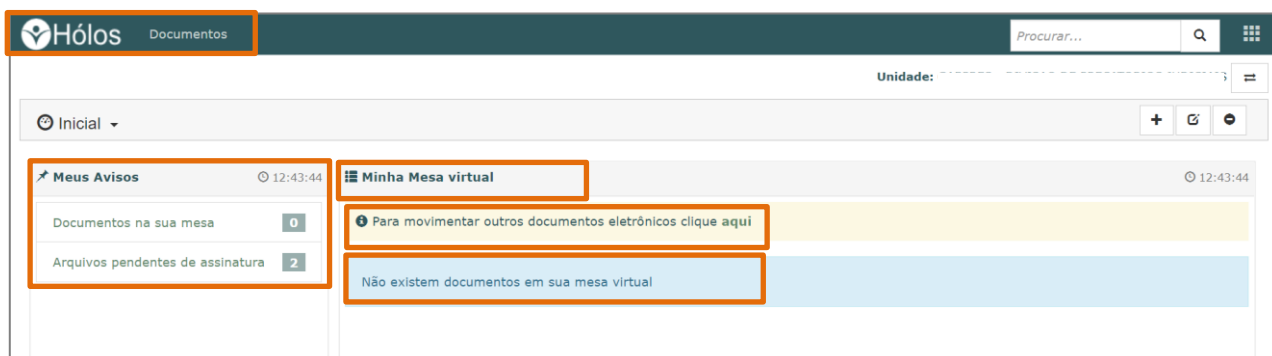 Hólos Documentos Procurar...
Unidade:
Inicial
Meus Avisos 12:43:44
Minha Mesa virtual 12:43:44
Documentos na sua mesa 0
Para movimentar outros documentos eletrônicos clique aqui
Arquivos pendentes de assinatura 2
Não existem documentos em sua mesa virtual